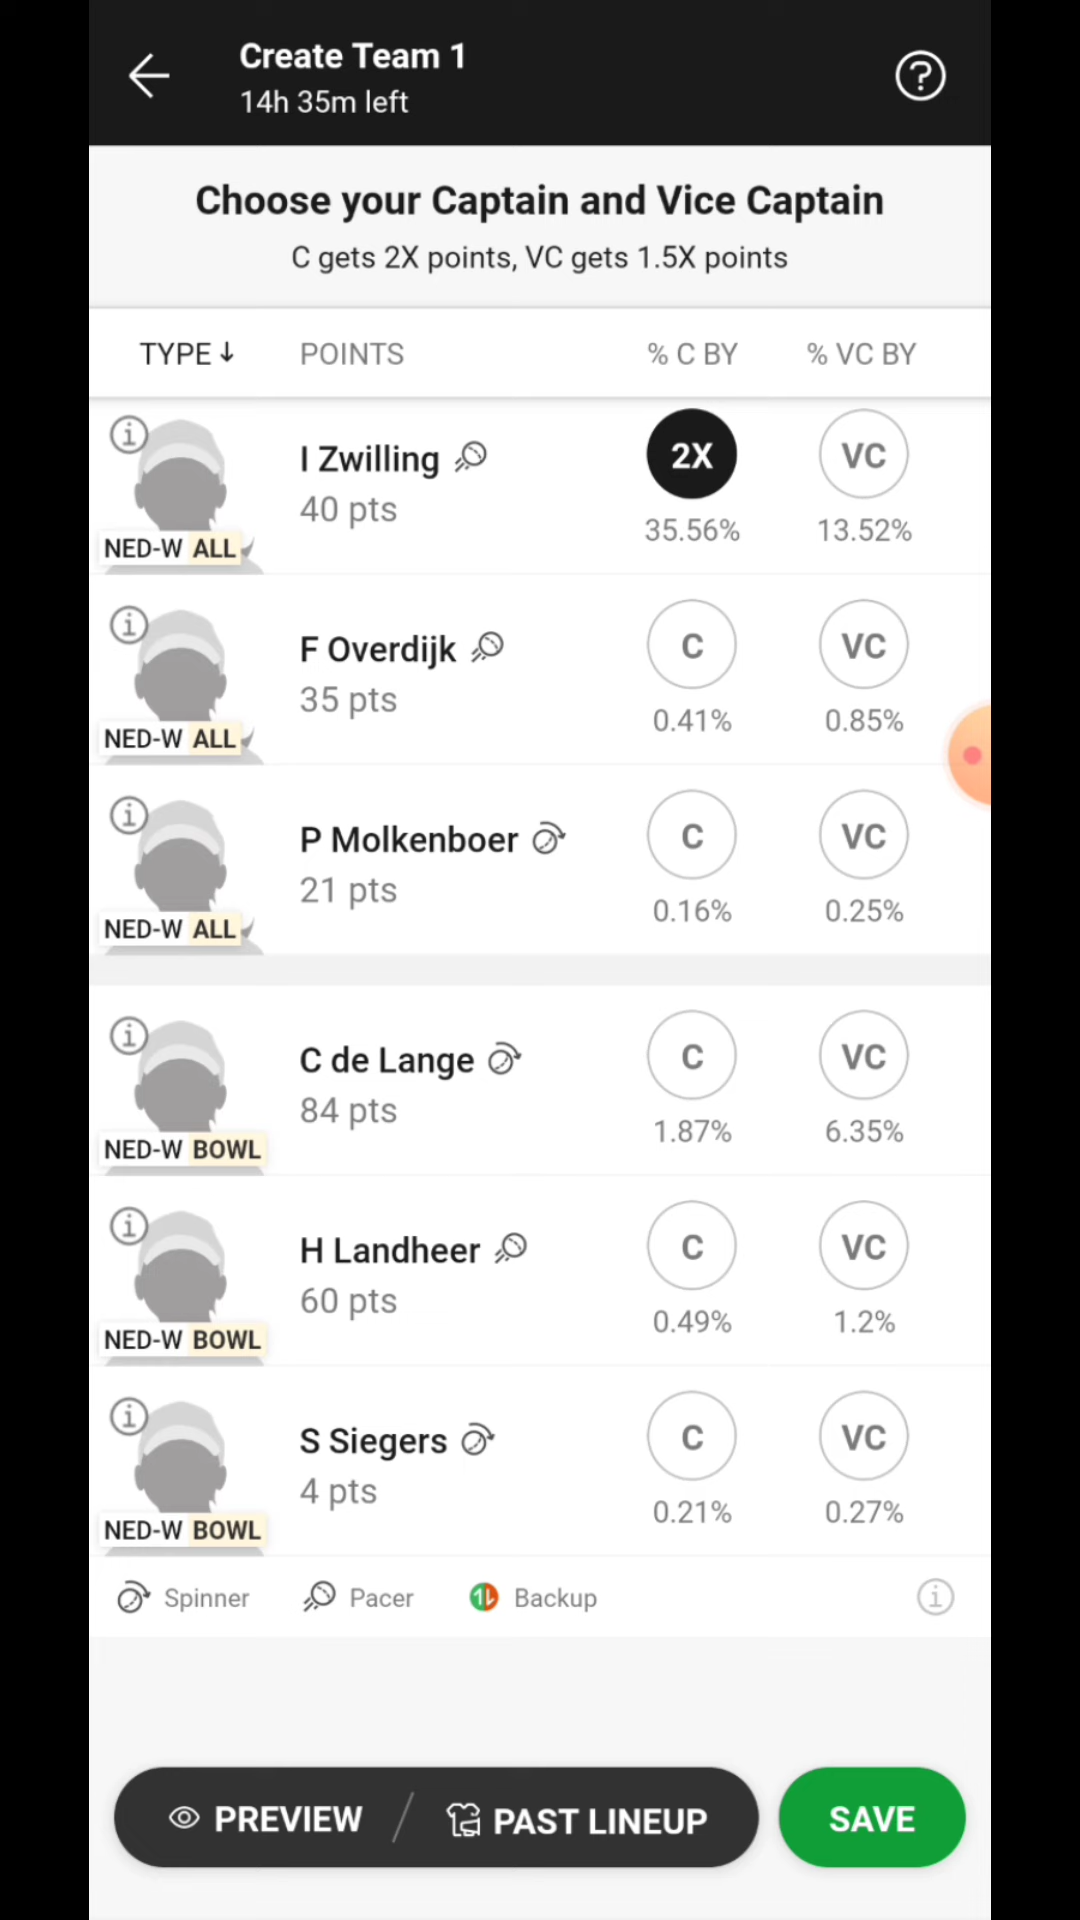 Create Team 1
14h 35m left
Choose your Captain and Vice Captain
C gets 2X points, VC gets 1.5X points
TYPE ↓ POINTS % C BY % VC BY
I Zwilling 2X VC
40 pts 35.56% 13.52%
NED-W ALL
F Overdijk C VC
35 pts 0.41% 0.85%
NED-W ALL
P Molkenboer C VC
21 pts 0.16% 0.25%
NED-W ALL
C de Lange C VC
84 pts 1.87% 6.35%
NED-W BOWL
H Landheer C VC
60 pts 0.49% 1.2%
NED-W BOWL
S Siegers C VC
4 pts 0.21% 0.27%
NED-W BOWL
Spinner Pacer Backup
PREVIEW / PAST LINEUP SAVE